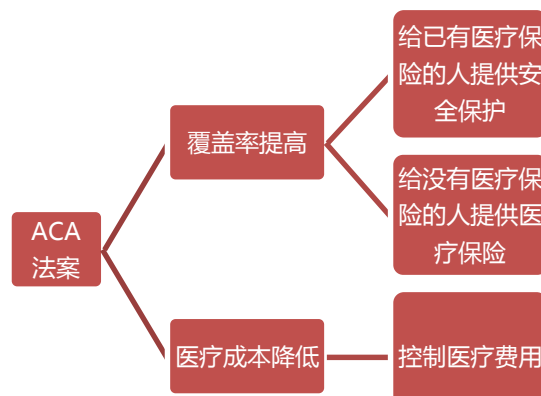 给已有医疗保
险的人提供安
全保护
覆盖率提高
给没有医疗保
险的人提供医
疗保险
ACA
法案
医疗成本降低
控制医疗费用